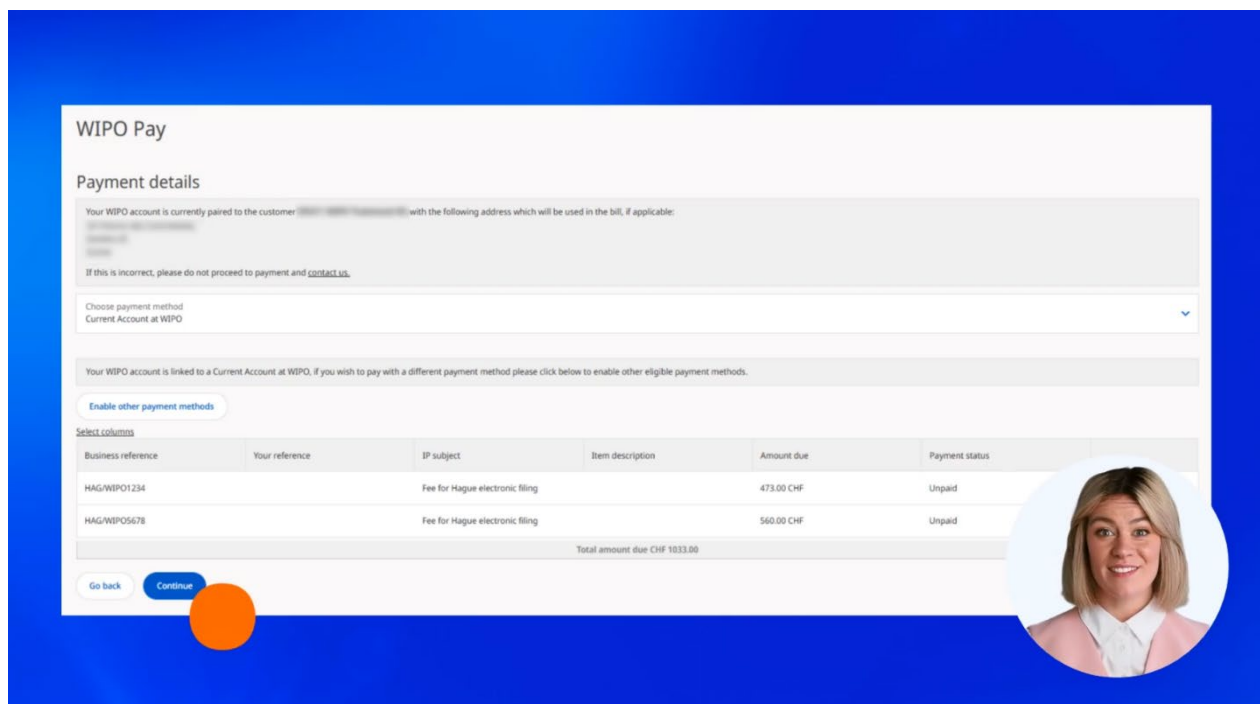 WIPO Pay
Payment details
Your WIPO account is currently paired to the customer with the following address which will be used in the bill, if applicable:
If this is incorrect, please do not proceed to payment and contact us.
Choose payment method
Current Account at WIPO
Your WIPO account is linked to a Current Account at WIPO, if you wish to pay with a different payment method please click below to enable other eligible payment methods.
Enable other payment methods
Select columns
Business reference Your reference IP subject Item description Amount due Payment status
HAG/WIPO1234 Fee for Hague electronic filing 473.00 CHF Unpaid
HAG/WIPO5678 Fee for Hague electronic filing 560.00 CHF Unpaid
Total amount due CHF 1033.00
Go back Continue